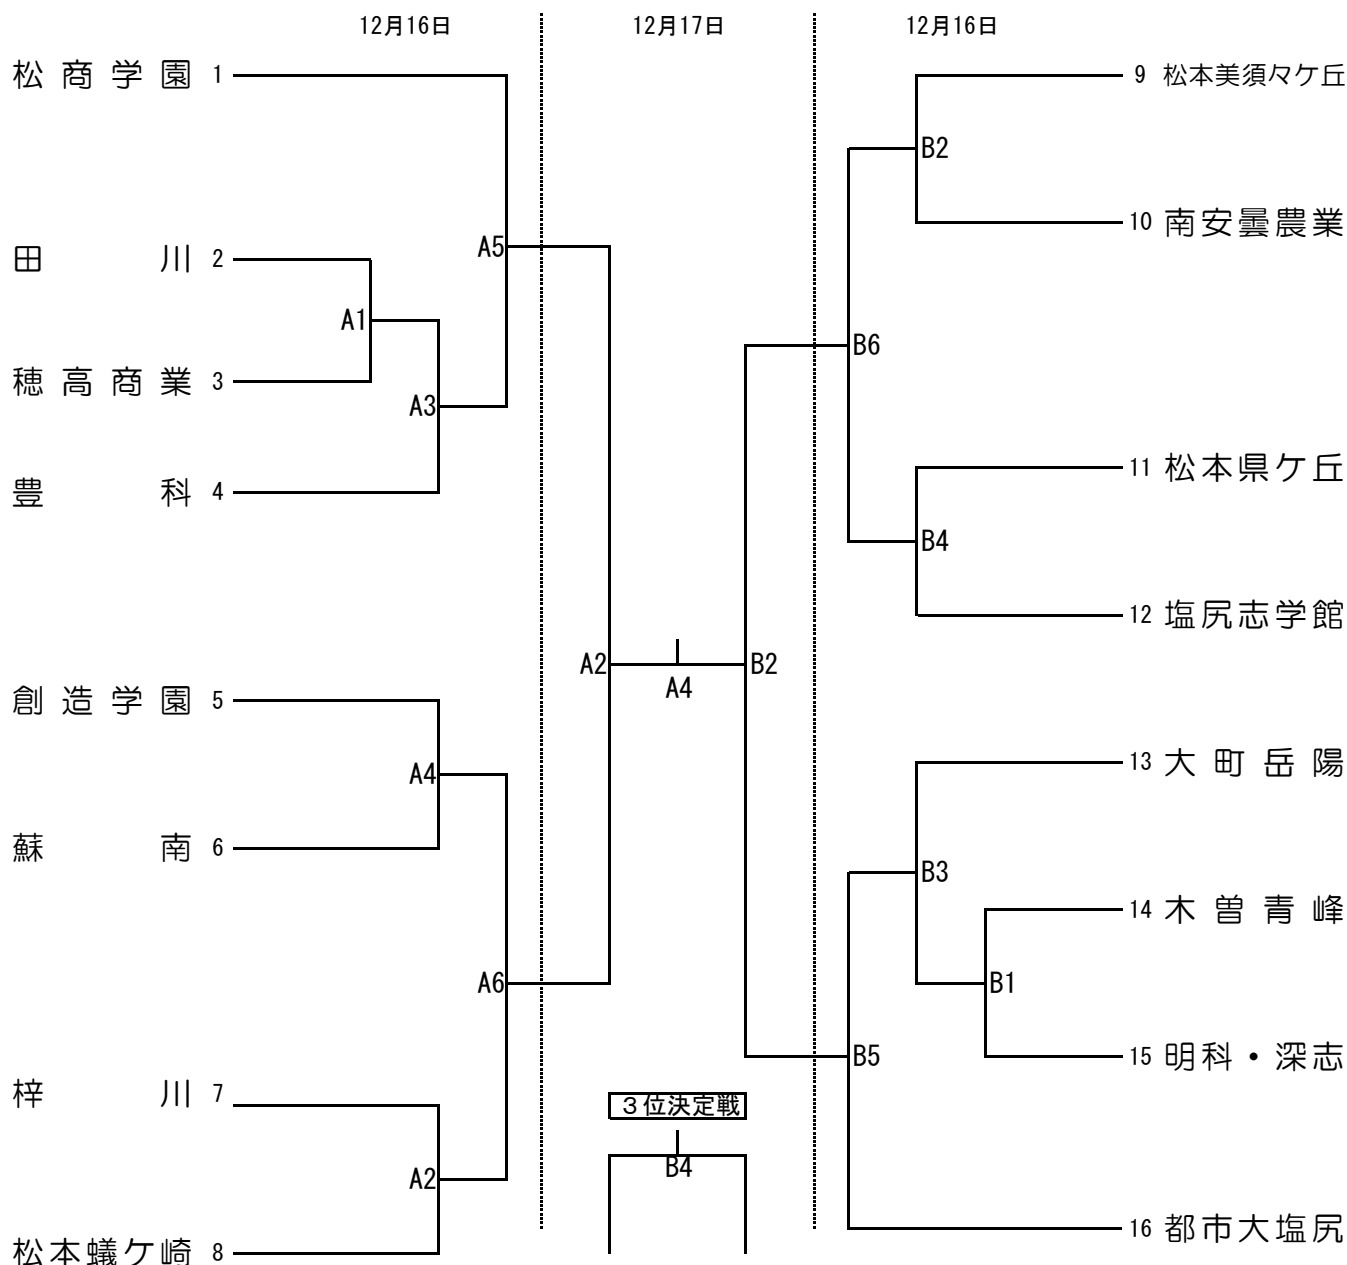 12月16日
12月17日
12月16日
松商学園 1
田川 2
穂高商業 3
豊科 4
創造学園 5
蘇南 6
梓川 7
松本蟻ケ崎 8
A1
A3
A5
A4
A6
A2
A2
A4
B2
３位決定戦
B4
B2
B6
B4
B3
B1
B5
9 松本美須々ケ丘
10 南安曇農業
11 松本県ケ丘
12 塩尻志学館
13 大町岳陽
14 木曽青峰
15 明科・深志
16 都市大塩尻